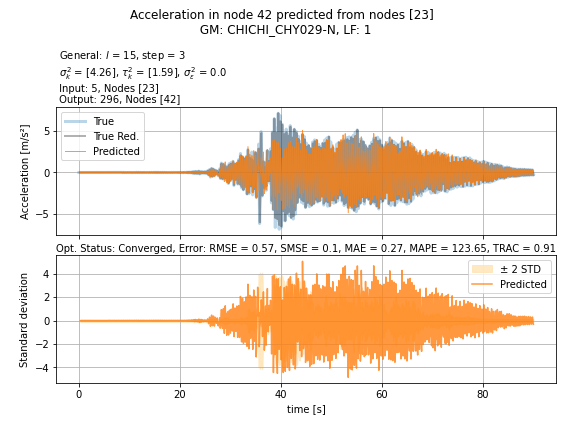 Acceleration in node 42 predicted from nodes [23]
GM: CHICHI_CHY029-N, LF: 1
General: l = 15, step = 3
σ²ₖ = [4.26], τ²ₖ = [1.59], σ²ε = 0.0
Input: 5, Nodes [23]
Output: 296, Nodes [42]
Acceleration [m/s²]
5
0
−5
True
True Red.
Predicted
Opt. Status: Converged, Error: RMSE = 0.57, SMSE = 0.1, MAE = 0.27, MAPE = 123.65, TRAC = 0.91
Standard deviation
4
2
0
−2
−4
± 2 STD
Predicted
0 20 40 60 80
time [s]